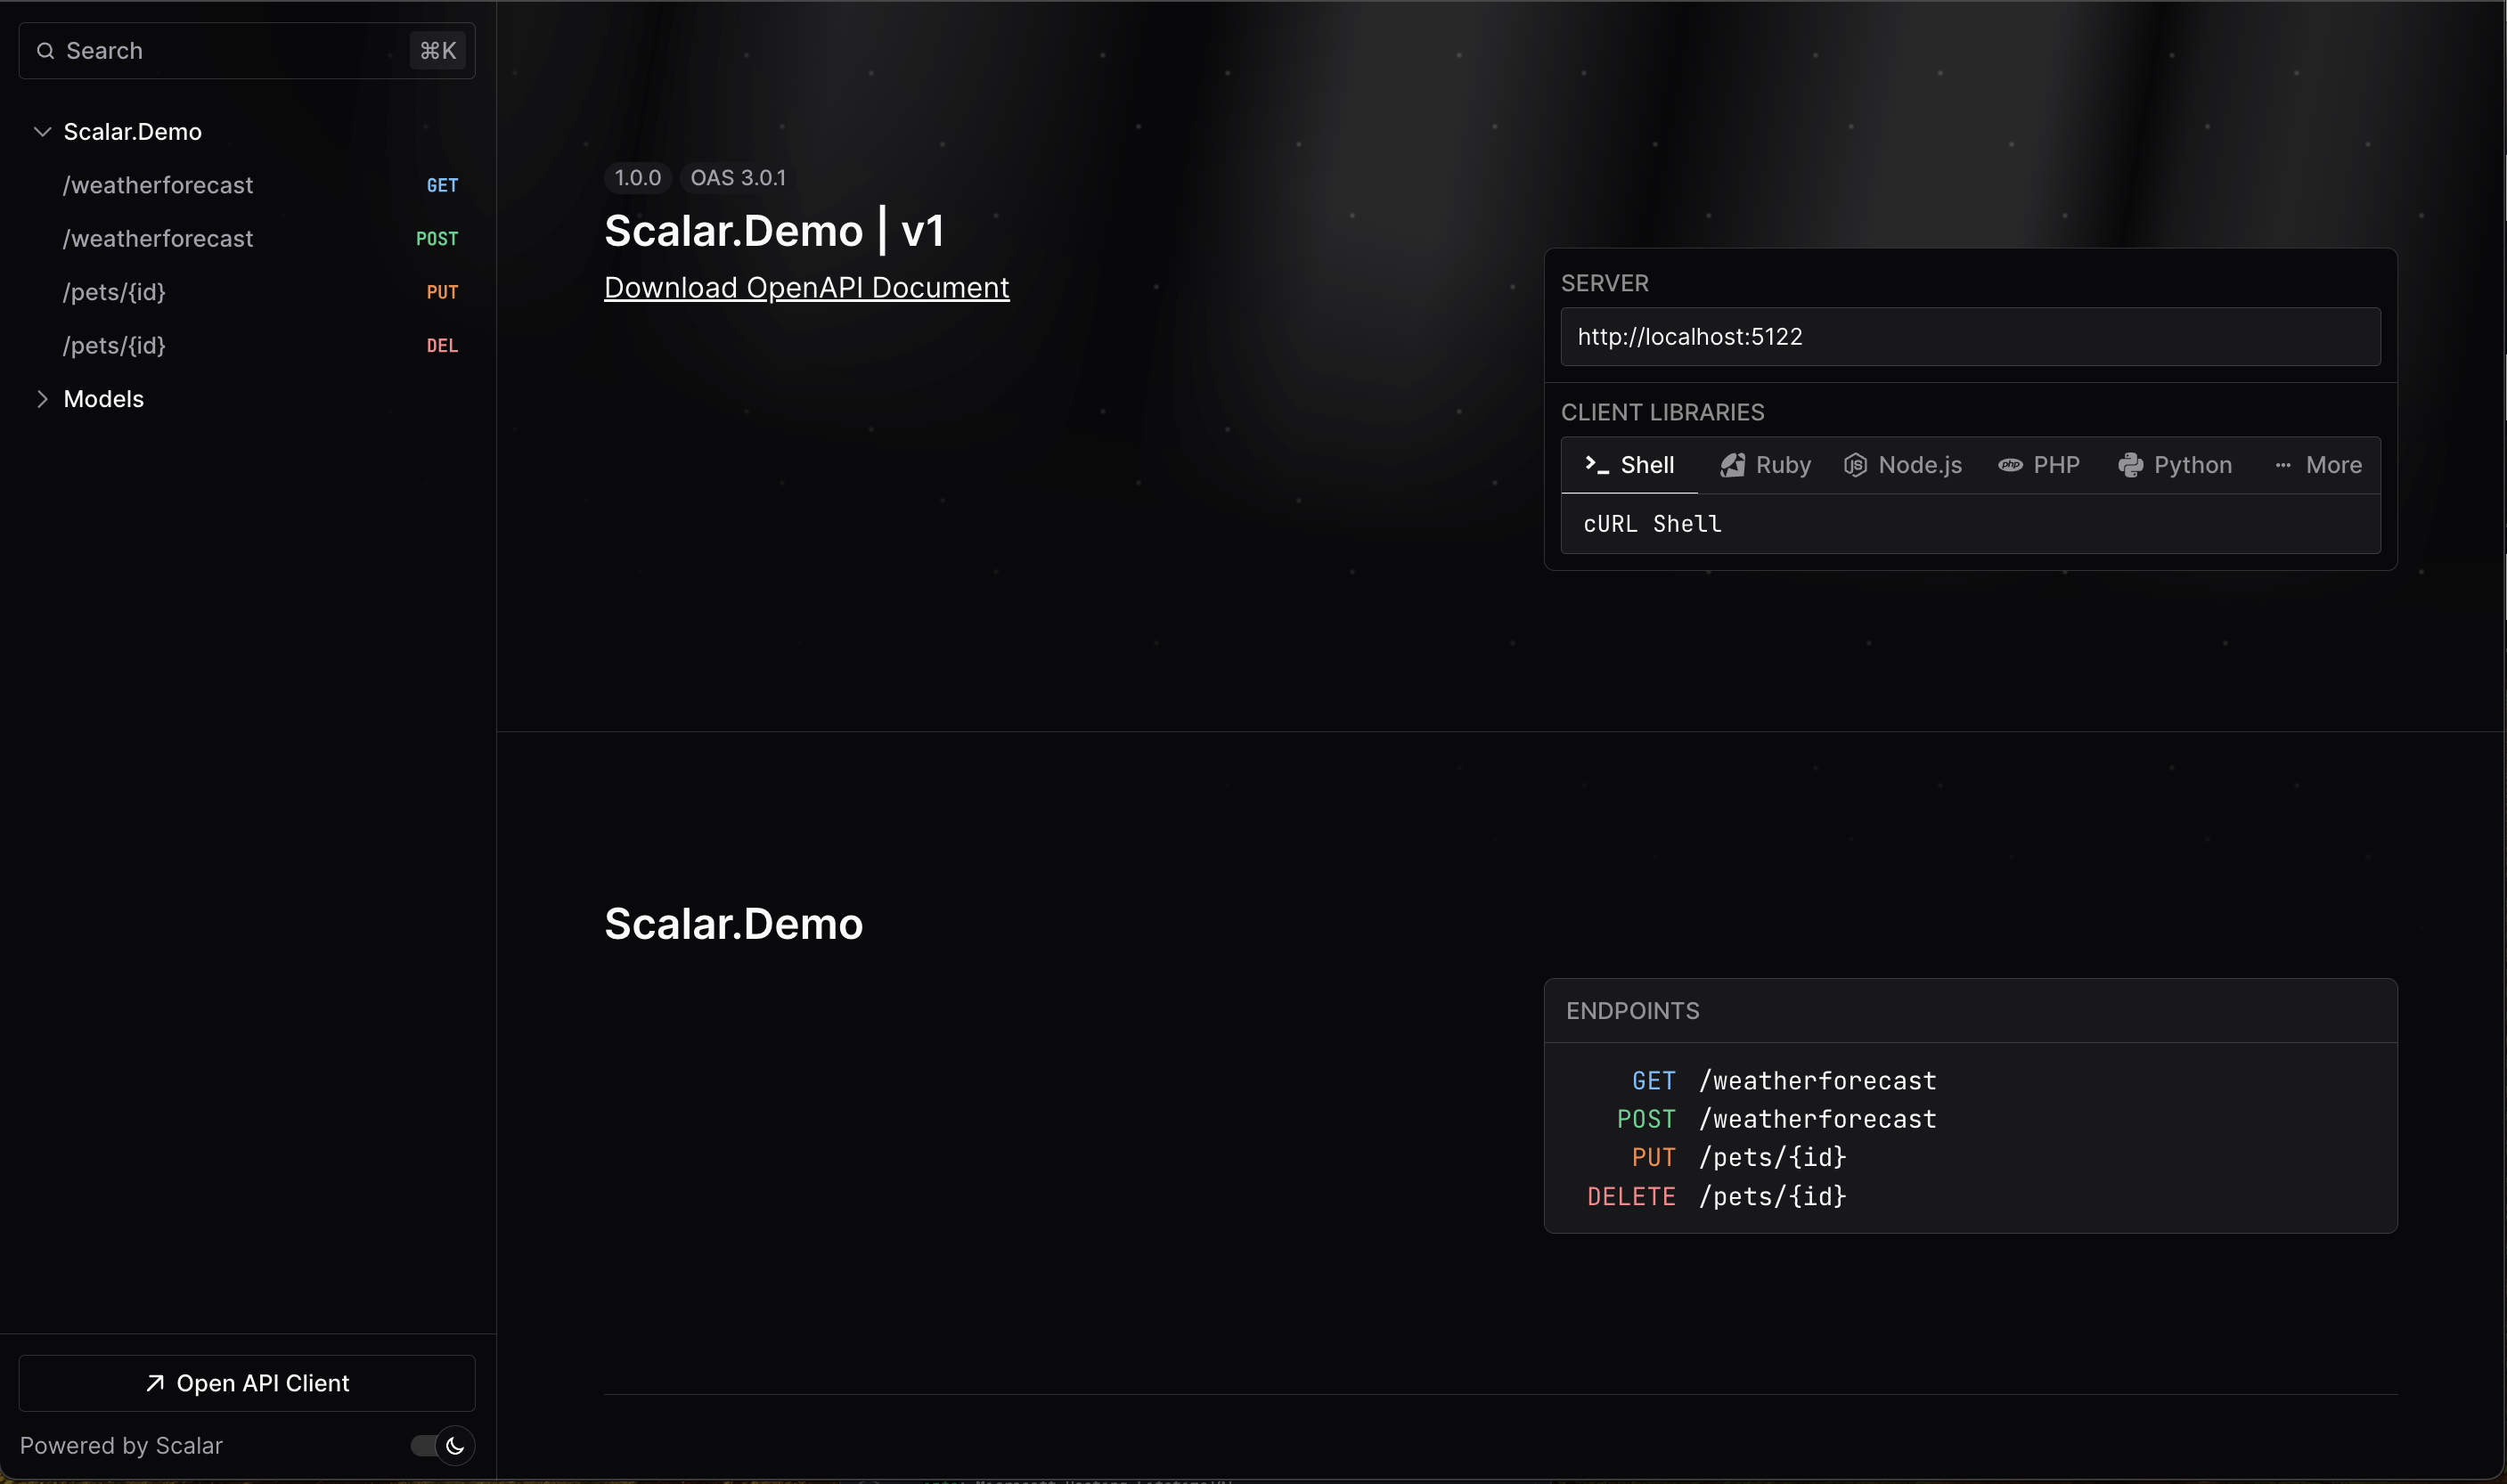 Search ⌘K
Scalar.Demo
/weatherforecast GET
/weatherforecast POST
/pets/{id} PUT
/pets/{id} DEL
Models
Open API Client
Powered by Scalar
1.0.0 OAS 3.0.1
Scalar.Demo | v1
Download OpenAPI Document
SERVER
http://localhost:5122
CLIENT LIBRARIES
Shell Ruby Node.js PHP Python More
cURL Shell
Scalar.Demo
ENDPOINTS
GET /weatherforecast
POST /weatherforecast
PUT /pets/{id}
DELETE /pets/{id}